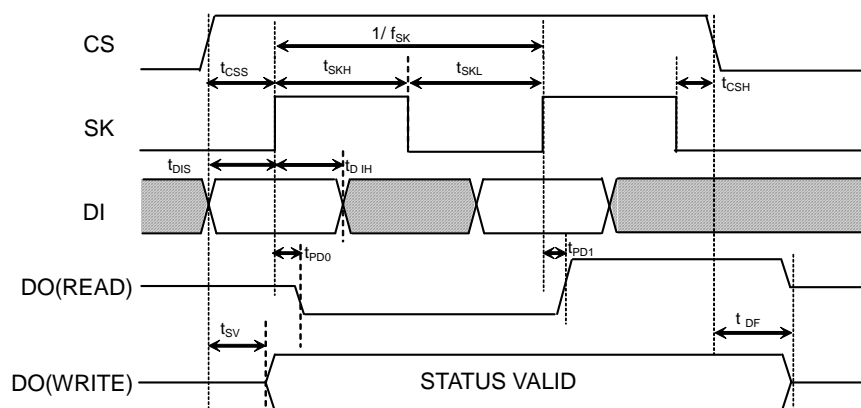 1/ fSK
CS
tCSS
tSKH
tSKL
tCSH
SK
tDIS
tD IH
DI
tPD0
tPD1
DO(READ)
tSV
t DF
DO(WRITE)
STATUS VALID